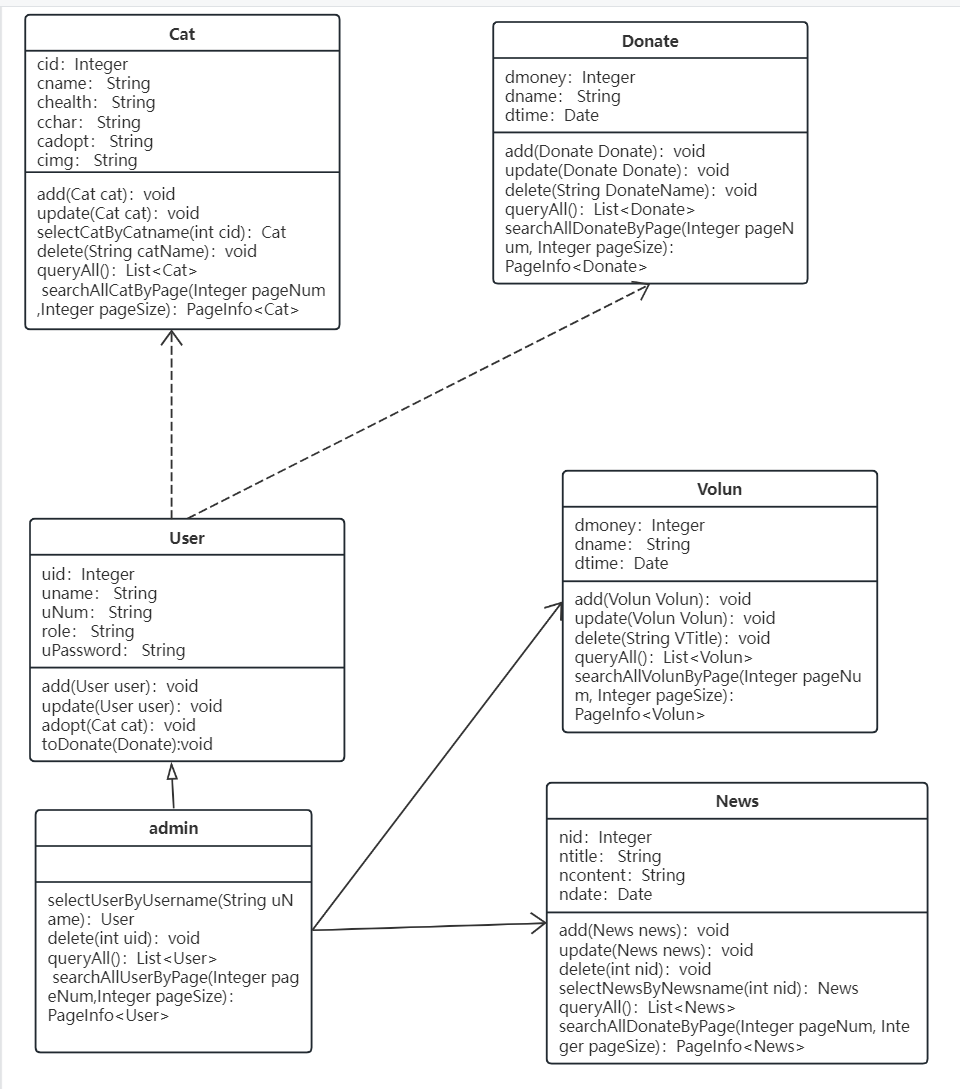 Cat
cid：Integer
cname： String
chealth： String
cchar： String
cadopt： String
cimg： String
add(Cat cat)：void
update(Cat cat)：void
selectCatByCatname(int cid)：Cat
delete(String catName)：void
queryAll()：List<Cat>
searchAllCatByPage(Integer pageNum
,Integer pageSize)：PageInfo<Cat>
Donate
dmoney：Integer
dname： String
dtime：Date
add(Donate Donate)：void
update(Donate Donate)：void
delete(String DonateName)：void
queryAll()：List<Donate>
searchAllDonateByPage(Integer pageN
um, Integer pageSize)：
PageInfo<Donate>
User
uid：Integer
uname： String
uNum： String
role： String
uPassword： String
add(User user)：void
update(User user)：void
adopt(Cat cat)：void
toDonate(Donate):void
Volun
dmoney：Integer
dname： String
dtime：Date
add(Volun Volun)：void
update(Volun Volun)：void
delete(String VTitle)：void
queryAll()：List<Volun>
searchAllVolunByPage(Integer pageNu
m, Integer pageSize)：
PageInfo<Volun>
admin
selectUserByUsername(String uN
ame)：User
delete(int uid)：void
queryAll()：List<User>
searchAllUserByPage(Integer pag
eNum,Integer pageSize)：
PageInfo<User>
News
nid：Integer
ntitle： String
ncontent：String
ndate：Date
add(News news)：void
update(News news)：void
delete(int nid)：void
selectNewsByNewsname(int nid)：News
queryAll()：List<News>
searchAllDonateByPage(Integer pageNum, Inte
ger pageSize)：PageInfo<News>